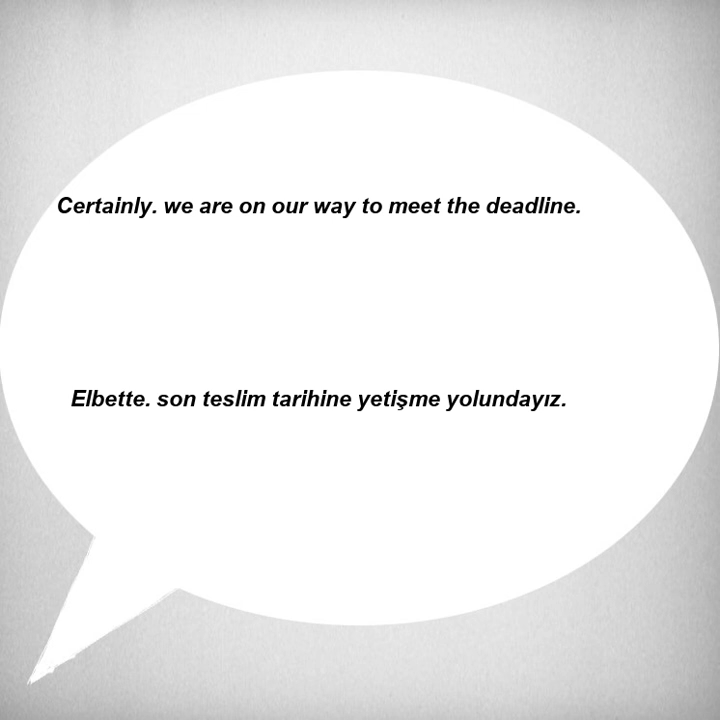 Certainly. we are on our way to meet the deadline.
Elbette. son teslim tarihine yetişme yolundayız.